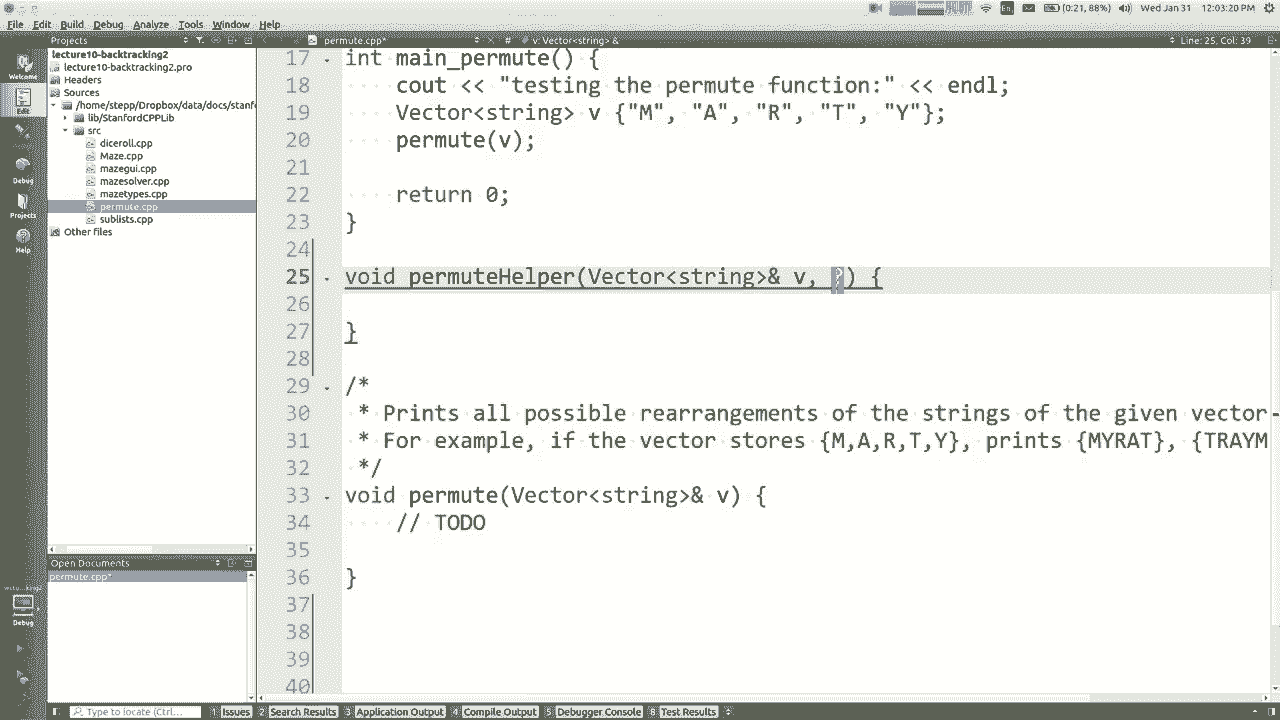 (0:21, 88%) Wed Jan 31 12:03:20 PM
File Edit Build Debug Analyze Tools Window Help
Projects
permute.cpp*
v: Vector<string> &
Line: 25, Col: 39
Welcome
Edit
Debug
Projects
Help
Debug
lecture10-backtracking2
lecture10-backtracking2.pro
Headers
Sources
/home/stepp/Dropbox/data/docs/stanf
lib/StanfordCPPLib
src
diceroll.cpp
Maze.cpp
mazegui.cpp
mazesolver.cpp
mazetypes.cpp
permute.cpp
sublists.cpp
Other files
Open Documents
permute.cpp*
17 int main_permute() {
18 cout << "testing the permute function:" << endl;
19 Vector<string> v {"M", "A", "R", "T", "Y"};
20 permute(v);
21
22 return 0;
23 }
24
25 void permuteHelper(Vector<string>& v, ?) {
26
27 }
28
29 /*
30 * Prints all possible rearrangements of the strings of the given vector
31 * For example, if the vector stores {M,A,R,T,Y}, prints {MYRAT}, {TRAYM
32 */
33 void permute(Vector<string>& v) {
34 // TODO
35
36 }
37
38
39
40
Type to locate (Ctrl...
1 Issues 2 Search Results 3 Application Output 4 Compile Output 5 Debugger Console 8 Test Results